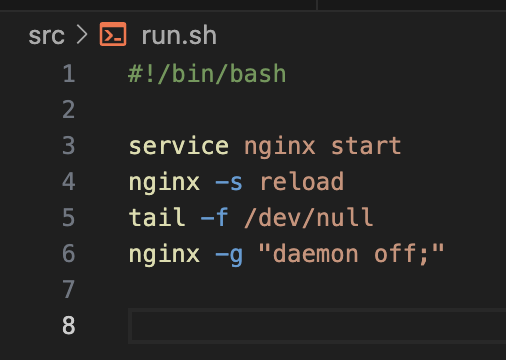 src > run.sh
1 #!/bin/bash
2
3 service nginx start
4 nginx -s reload
5 tail -f /dev/null
6 nginx -g "daemon off;"
7
8